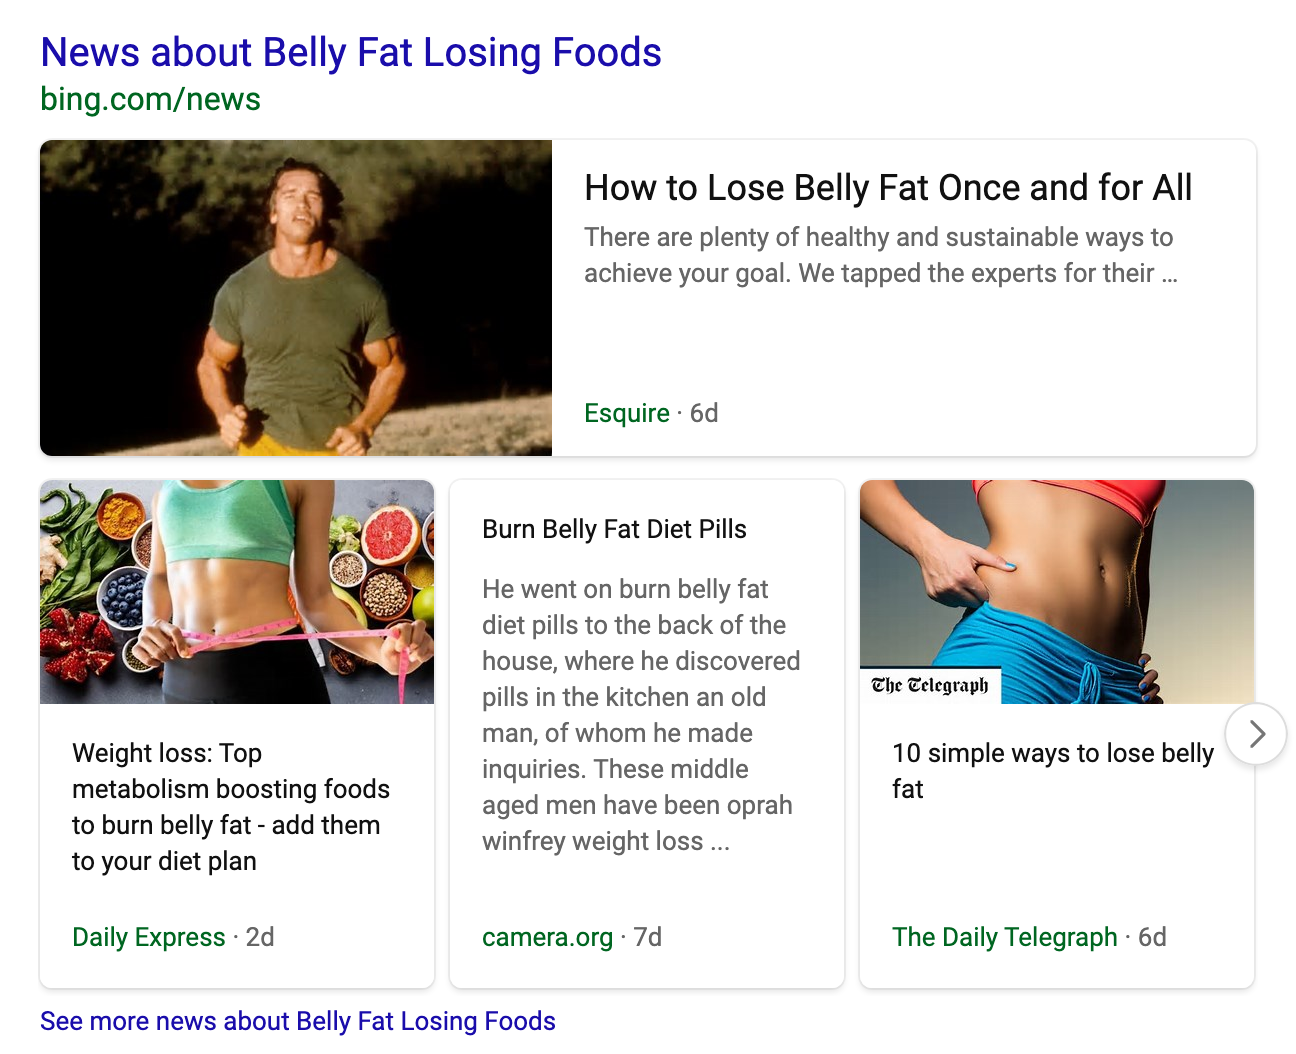 News about Belly Fat Losing Foods
bing.com/news
How to Lose Belly Fat Once and for All
There are plenty of healthy and sustainable ways to
achieve your goal. We tapped the experts for their ...
Esquire · 6d
Weight loss: Top
metabolism boosting foods
to burn belly fat - add them
to your diet plan
Daily Express · 2d
Burn Belly Fat Diet Pills
He went on burn belly fat
diet pills to the back of the
house, where he discovered
pills in the kitchen an old
man, of whom he made
inquiries. These middle
aged men have been oprah
winfrey weight loss ...
camera.org · 7d
The Telegraph
10 simple ways to lose belly
fat
The Daily Telegraph · 6d
See more news about Belly Fat Losing Foods